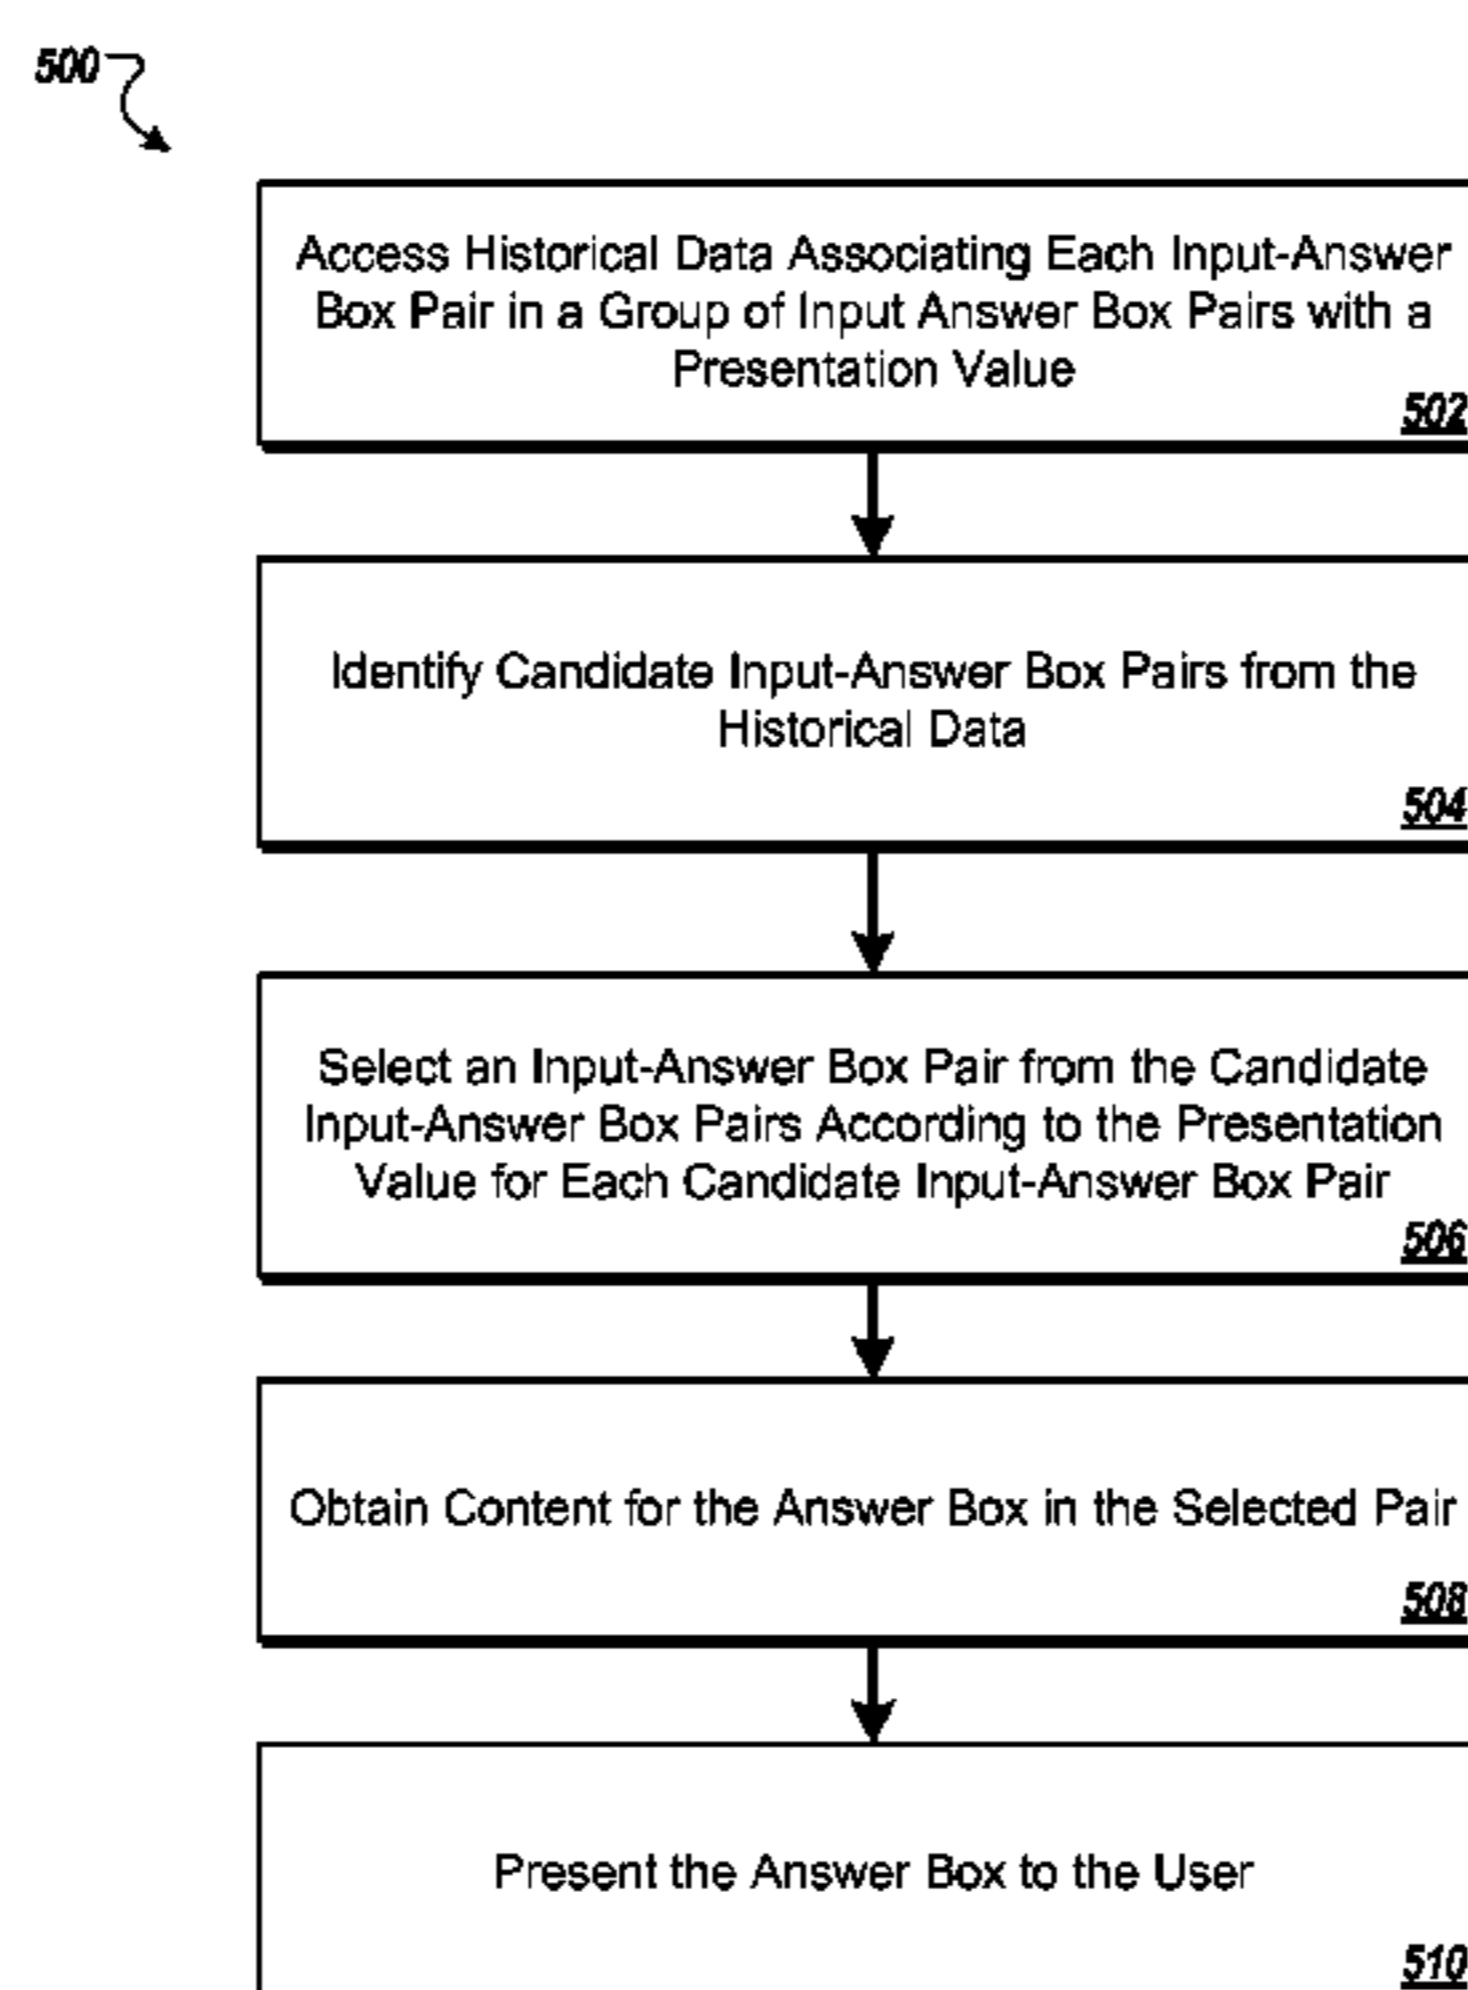 500
Access Historical Data Associating Each Input-Answer
Box Pair in a Group of Input Answer Box Pairs with a
Presentation Value
502
Identify Candidate Input-Answer Box Pairs from the
Historical Data
504
Select an Input-Answer Box Pair from the Candidate
Input-Answer Box Pairs According to the Presentation
Value for Each Candidate Input-Answer Box Pair
506
Obtain Content for the Answer Box in the Selected Pair
508
Present the Answer Box to the User
510